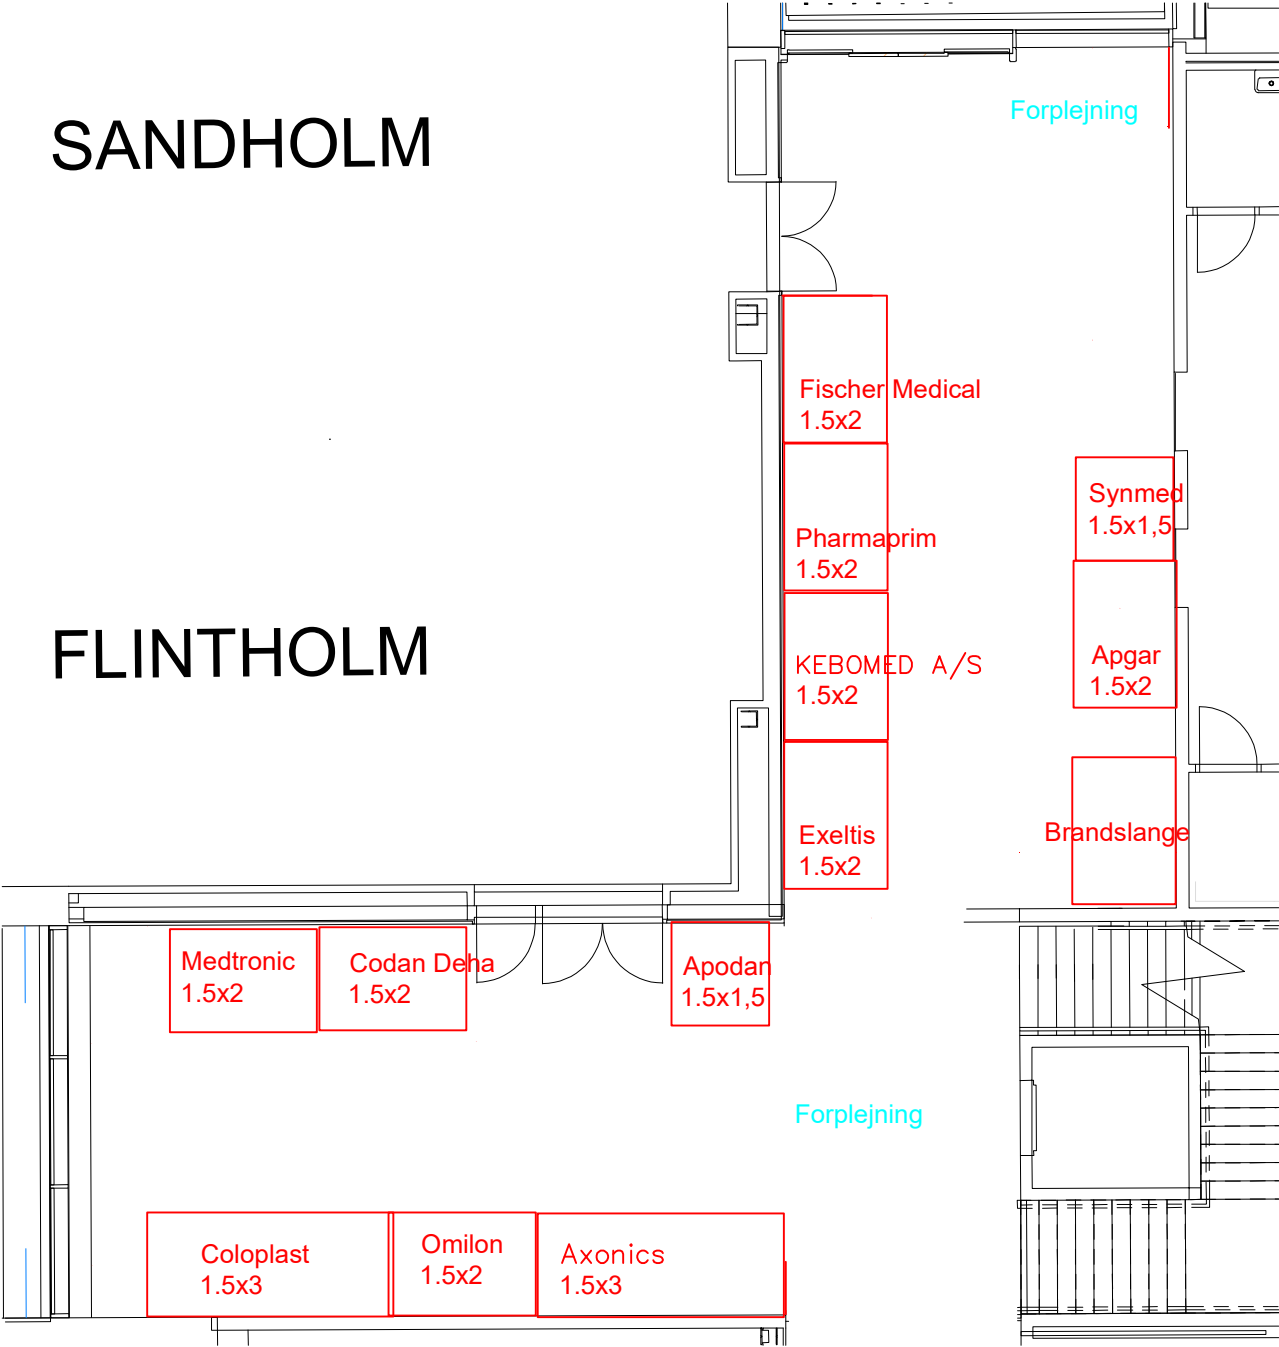 Forplejning
SANDHOLM
Fischer Medical
1.5x2
Synmed
1.5x1,5
Pharmaprim
1.5x2
FLINTHOLM
KEBOMED A/S
1.5x2
Apgar
1.5x2
Exeltis
1.5x2
Brandslange
Medtronic
1.5x2
Codan Deha
1.5x2
Apodan
1.5x1,5
Forplejning
Coloplast
1.5x3
Omilon
1.5x2
Axonics
1.5x3